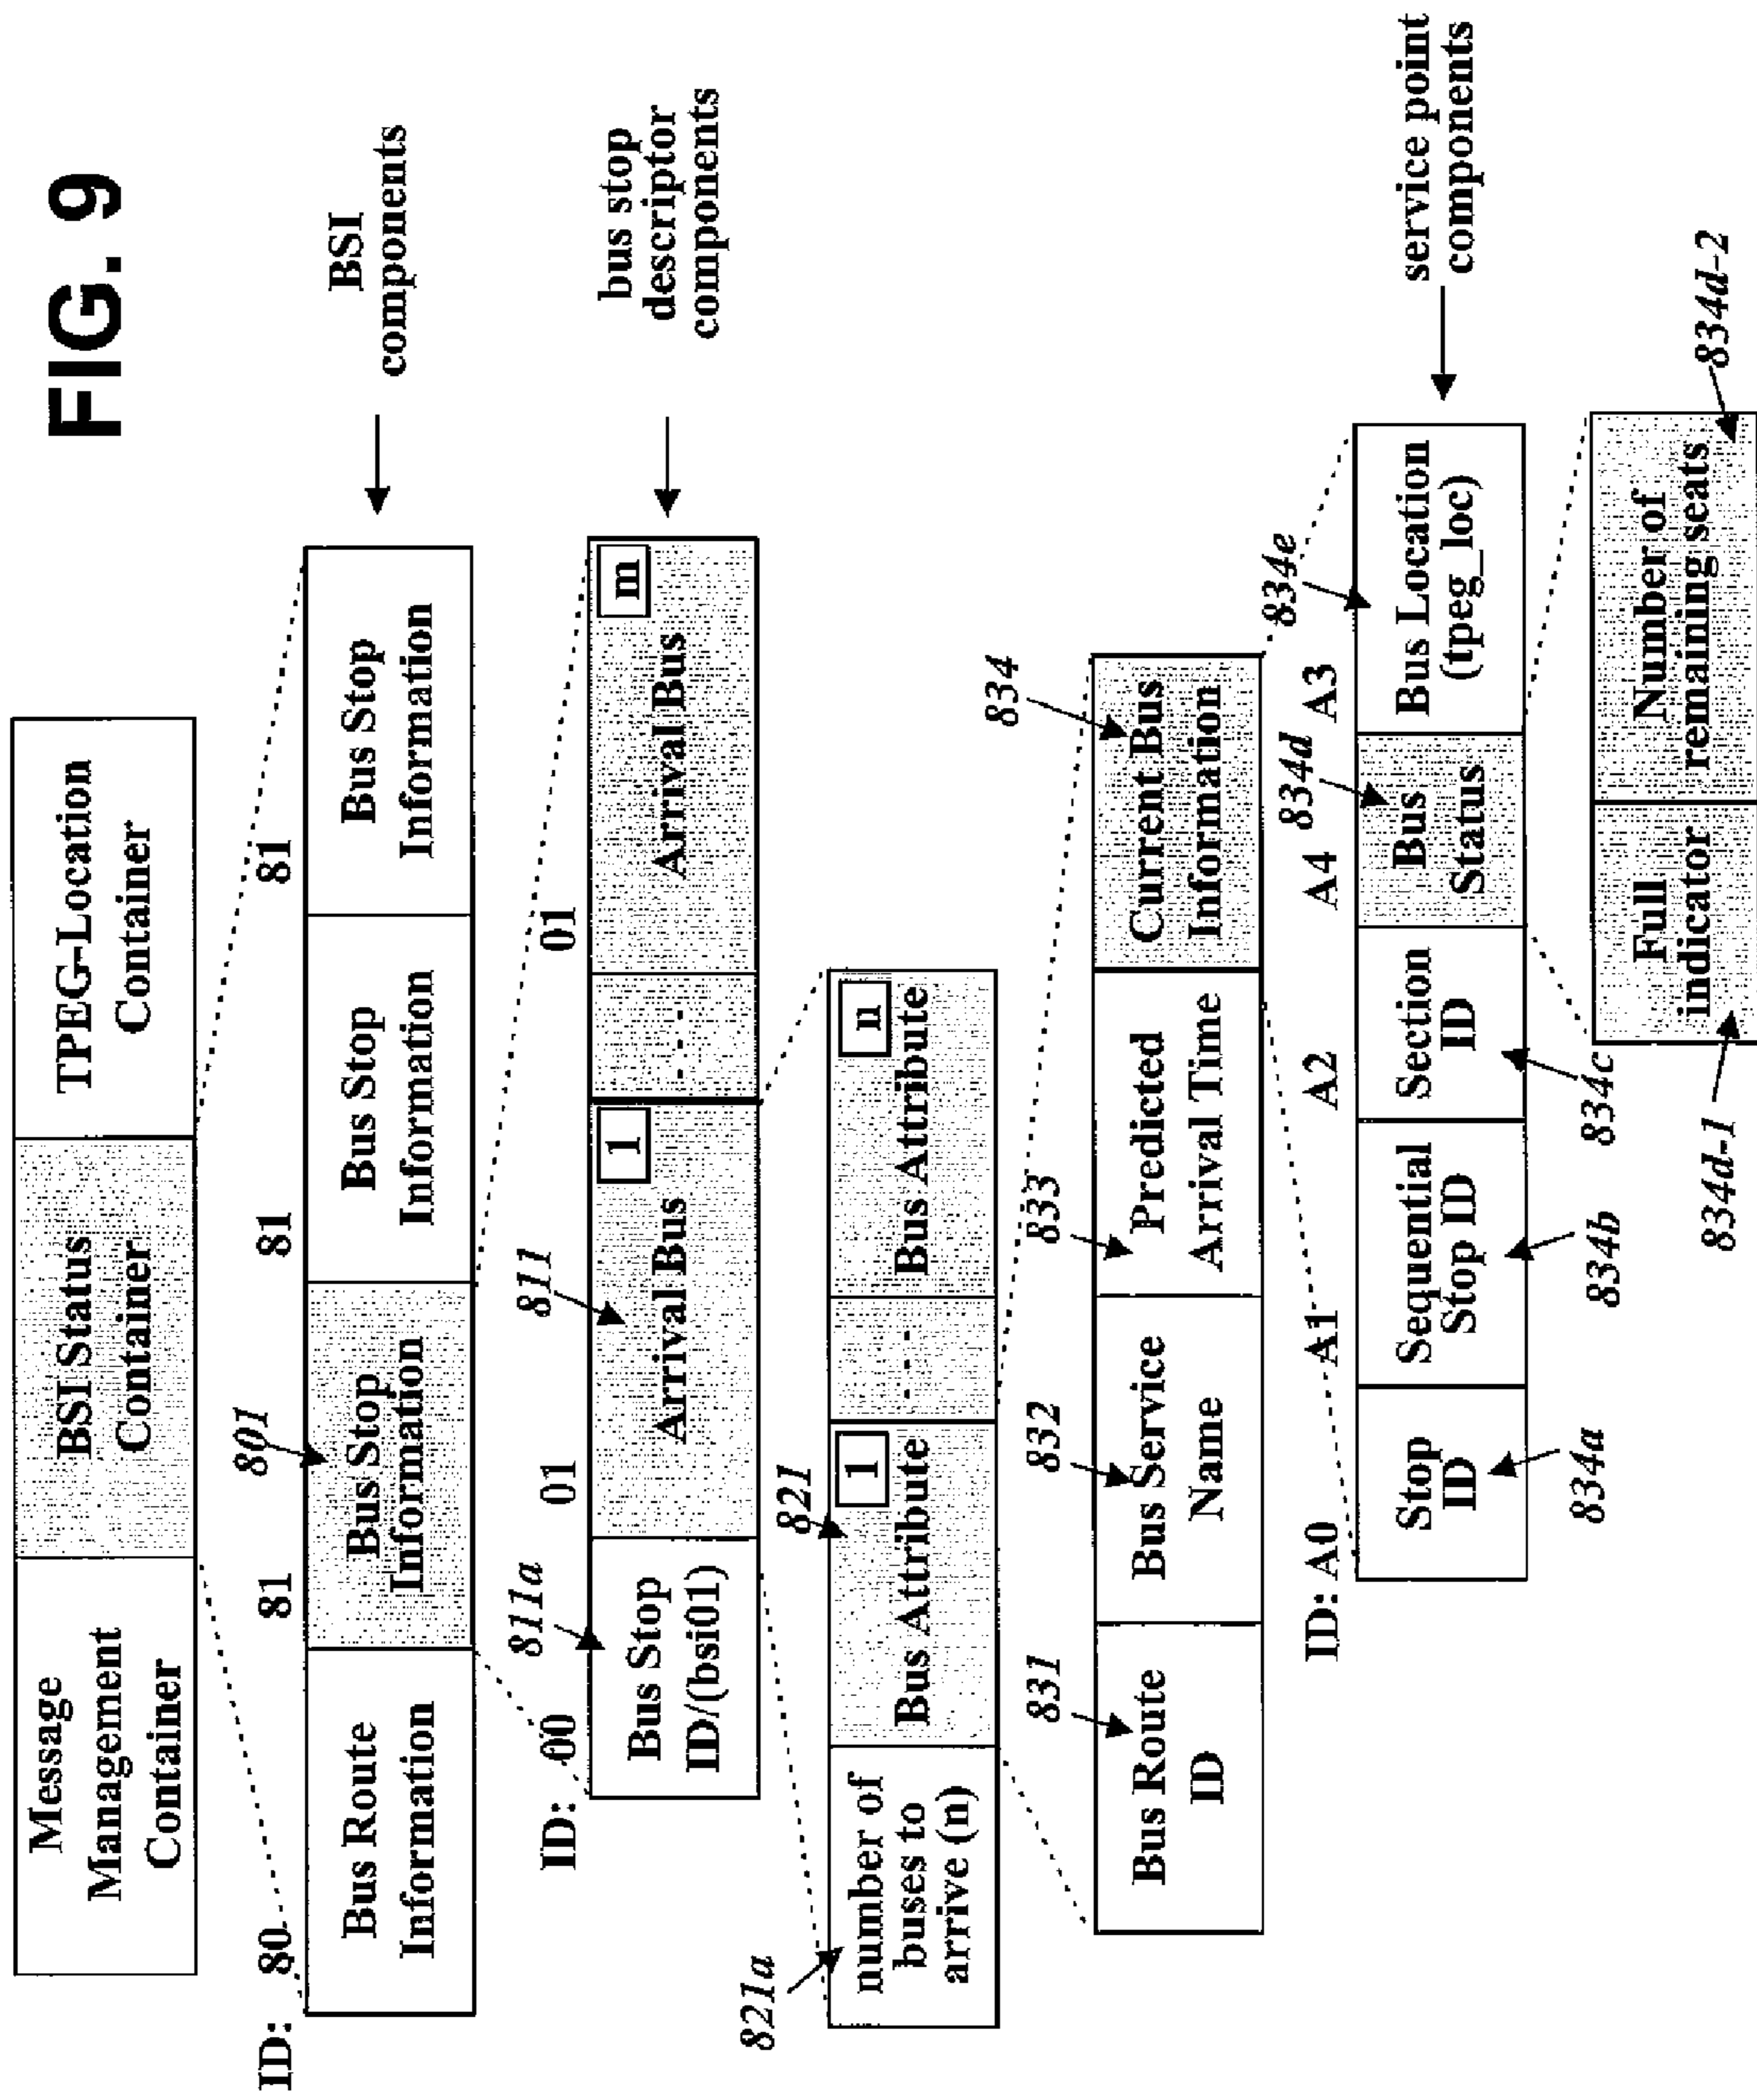 FIG. 9
Message
Management
Container
BSI Status
Container
TPEG-Location
Container
ID: 80
801
81
81
81
Bus Route
Information
Bus Stop
Information
Bus Stop
Information
Bus Stop
Information
BSI
components
ID: 00
811a
01
811
01
Bus Stop
ID/(bsi01)
Arrival Bus
1
Arrival Bus
m
bus stop
descriptor
components
821a
821
number of
buses to
arrive (n)
Bus Attribute
1
Bus Attribute
n
831
832
833
834
Bus Route
ID
Bus Service
Name
Predicted
Arrival Time
Current Bus
Information
ID: A0
A1
A2
A4
834d
A3
834e
Stop
ID
Sequential
Stop ID
Section
ID
Bus
Status
Bus Location
(tpeg_loc)
service point
components
834a
834b
834c
834d-1
Full
indicator
Number of
remaining seats
834d-2